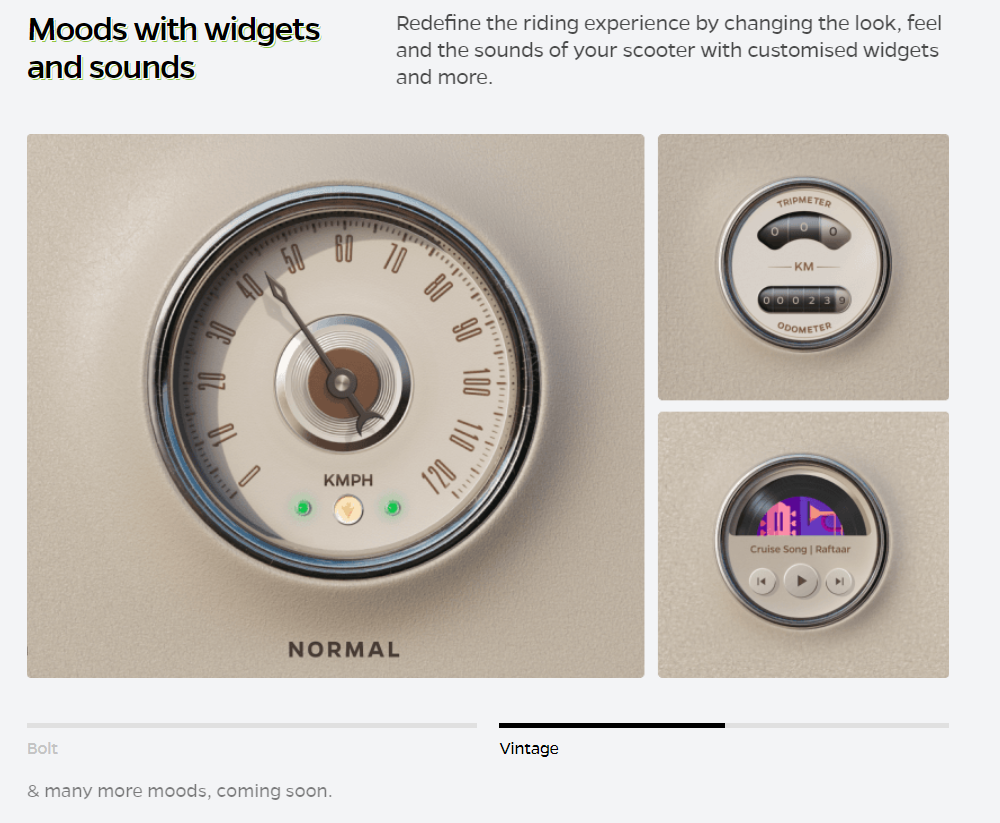 Moods with widgets
and sounds
Redefine the riding experience by changing the look, feel
and the sounds of your scooter with customised widgets
and more.
0
10
20
30
40
50
60
70
80
90
100
110
120
KMPH
NORMAL
TRIPMETER
0 0 0
KM
0 0 0 2 3 9
ODOMETER
Cruise Song | Raftaar
Bolt
Vintage
& many more moods, coming soon.